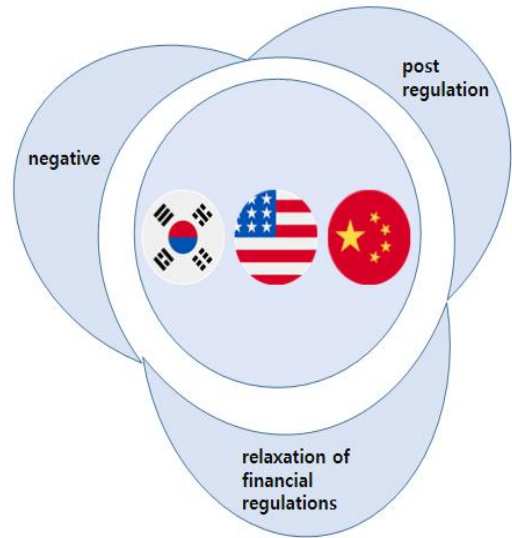 post
regulation
negative
relaxation of
financial
regulations